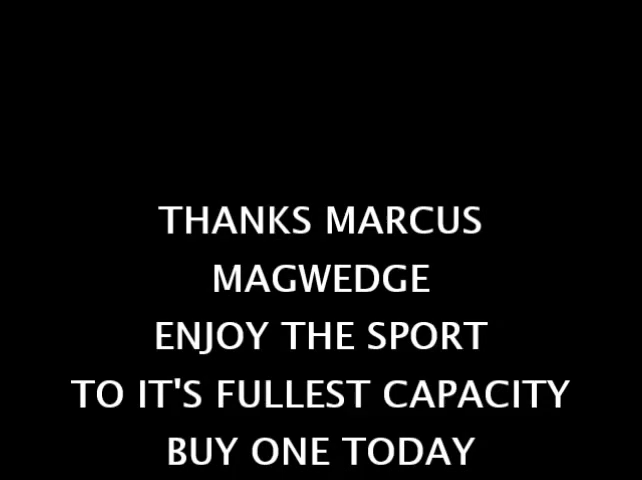 THANKS MARCUS
MAGWEDGE
ENJOY THE SPORT
TO IT'S FULLEST CAPACITY
BUY ONE TODAY